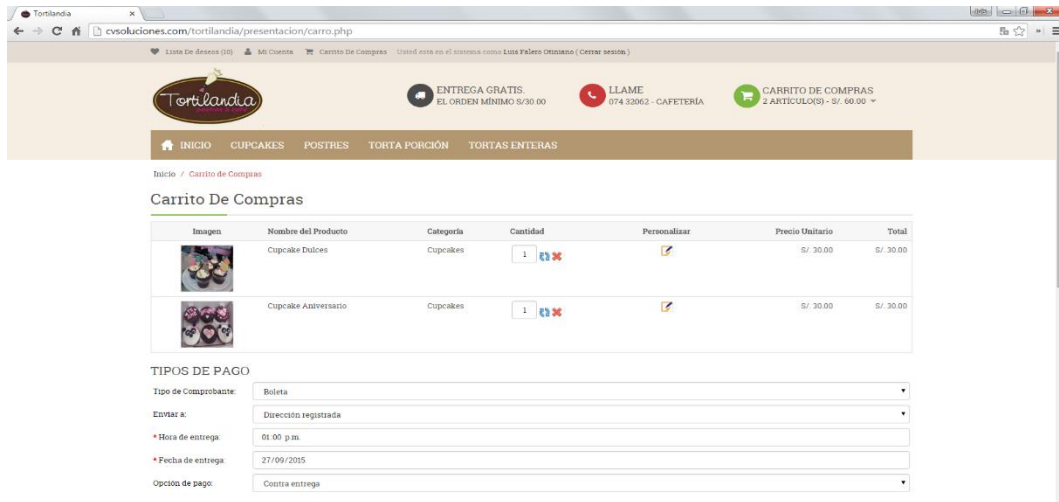 Tortilandia
cvsoluciones.com/tortilandia/presentacion/carro.php
Lista De deseos (10) Mi Cuenta Carrito De Compras Usted esta en el sistema como Luis Falero Otiniano ( Cerrar sesión )
Tortilandia
ENTREGA GRATIS.
EL ORDEN MÍNIMO S/30.00
LLAME
074 32062 - CAFETERÍA
CARRITO DE COMPRAS
2 ARTÍCULO(S) - S/. 60.00
INICIO CUPCAKES POSTRES TORTA PORCIÓN TORTAS ENTERAS
Inicio / Carrito de Compras
Carrito De Compras
Imagen Nombre del Producto Categoría Cantidad Personalizar Precio Unitario Total
Cupcake Dulces Cupcakes 1 S/. 30.00 S/. 30.00
Cupcake Aniversario Cupcakes 1 S/. 30.00 S/. 30.00
TIPOS DE PAGO
Tipo de Comprobante: Boleta
Enviar a: Dirección registrada
* Hora de entrega: 01:00 p.m.
* Fecha de entrega: 27/09/2015
Opción de pago: Contra entrega